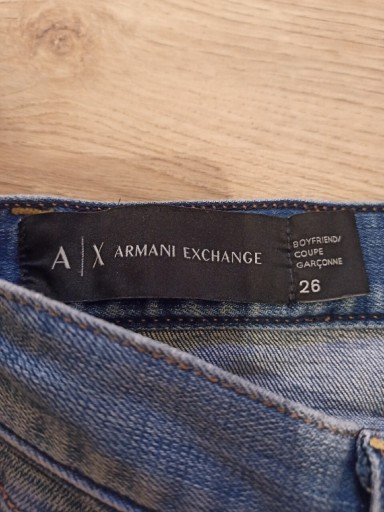 A|X ARMANI EXCHANGE
BOYFRIEND/
COUPE
GARÇONNE
26